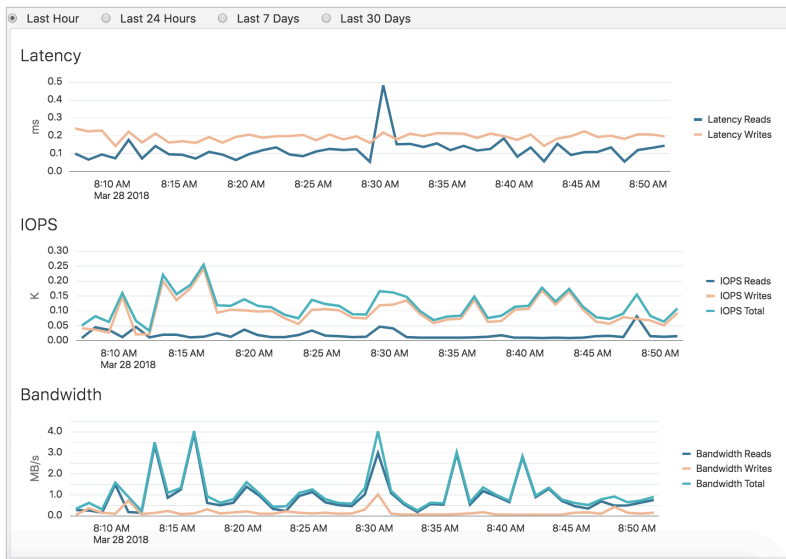 Last Hour Last 24 Hours Last 7 Days Last 30 Days
Latency
0.5
0.4
0.3
0.2
0.1
0.0
ms
Latency Reads
Latency Writes
8:10 AM 8:15 AM 8:20 AM 8:25 AM 8:30 AM 8:35 AM 8:40 AM 8:45 AM 8:50 AM
Mar 28 2018
IOPS
0.30
0.25
0.20
0.15
0.10
0.05
0.00
K
IOPS Reads
IOPS Writes
IOPS Total
8:10 AM 8:15 AM 8:20 AM 8:25 AM 8:30 AM 8:35 AM 8:40 AM 8:45 AM 8:50 AM
Mar 28 2018
Bandwidth
4.0
3.0
2.0
1.0
0.0
MB/s
Bandwidth Reads
Bandwidth Writes
Bandwidth Total
8:10 AM 8:15 AM 8:20 AM 8:25 AM 8:30 AM 8:35 AM 8:40 AM 8:45 AM 8:50 AM
Mar 28 2018